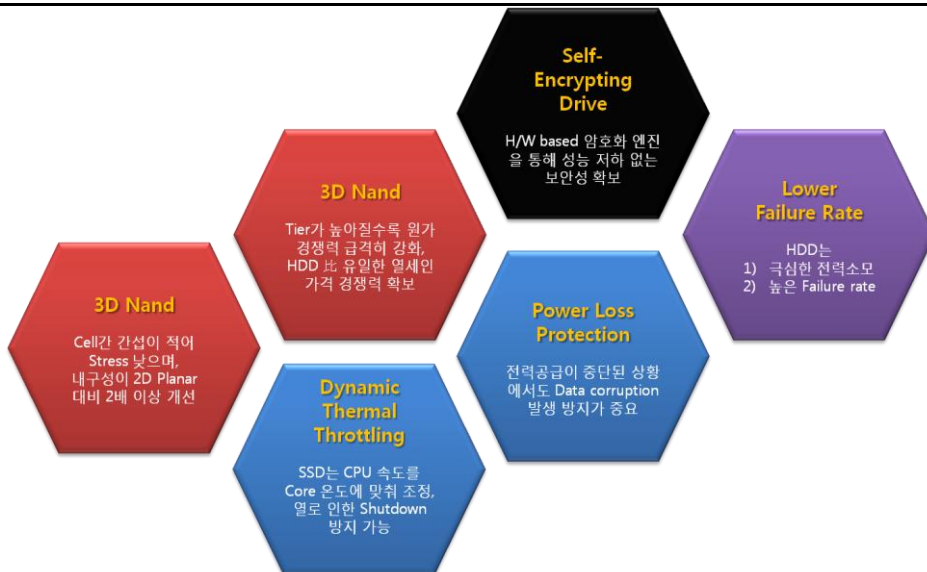 Self-
Encrypting
Drive
H/W based 암호화 엔진
을 통해 성능 저하 없는
보안성 확보
3D Nand
Tier가 높아질수록 원가
경쟁력 급격히 강화,
HDD 比 유일한 열세인
가격 경쟁력 확보
Lower
Failure Rate
HDD는
1) 극심한 전력소모
2) 높은 Failure rate
3D Nand
Cell간 간섭이 적어
Stress 낮으며,
내구성이 2D Planar
대비 2배 이상 개선
Power Loss
Protection
전력공급이 중단된 상황
에서도 Data corruption
발생 방지가 중요
Dynamic
Thermal
Throttling
SSD는 CPU 속도를
Core 온도에 맞춰 조정,
열로 인한 Shutdown
방지 가능